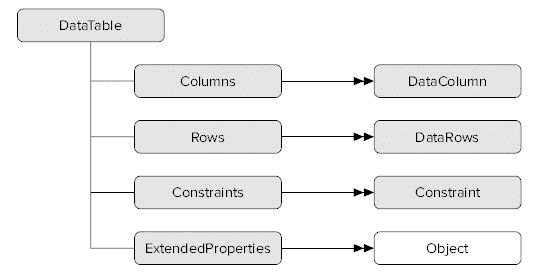 DataTable
Columns
DataColumn
Rows
DataRows
Constraints
Constraint
ExtendedProperties
Object